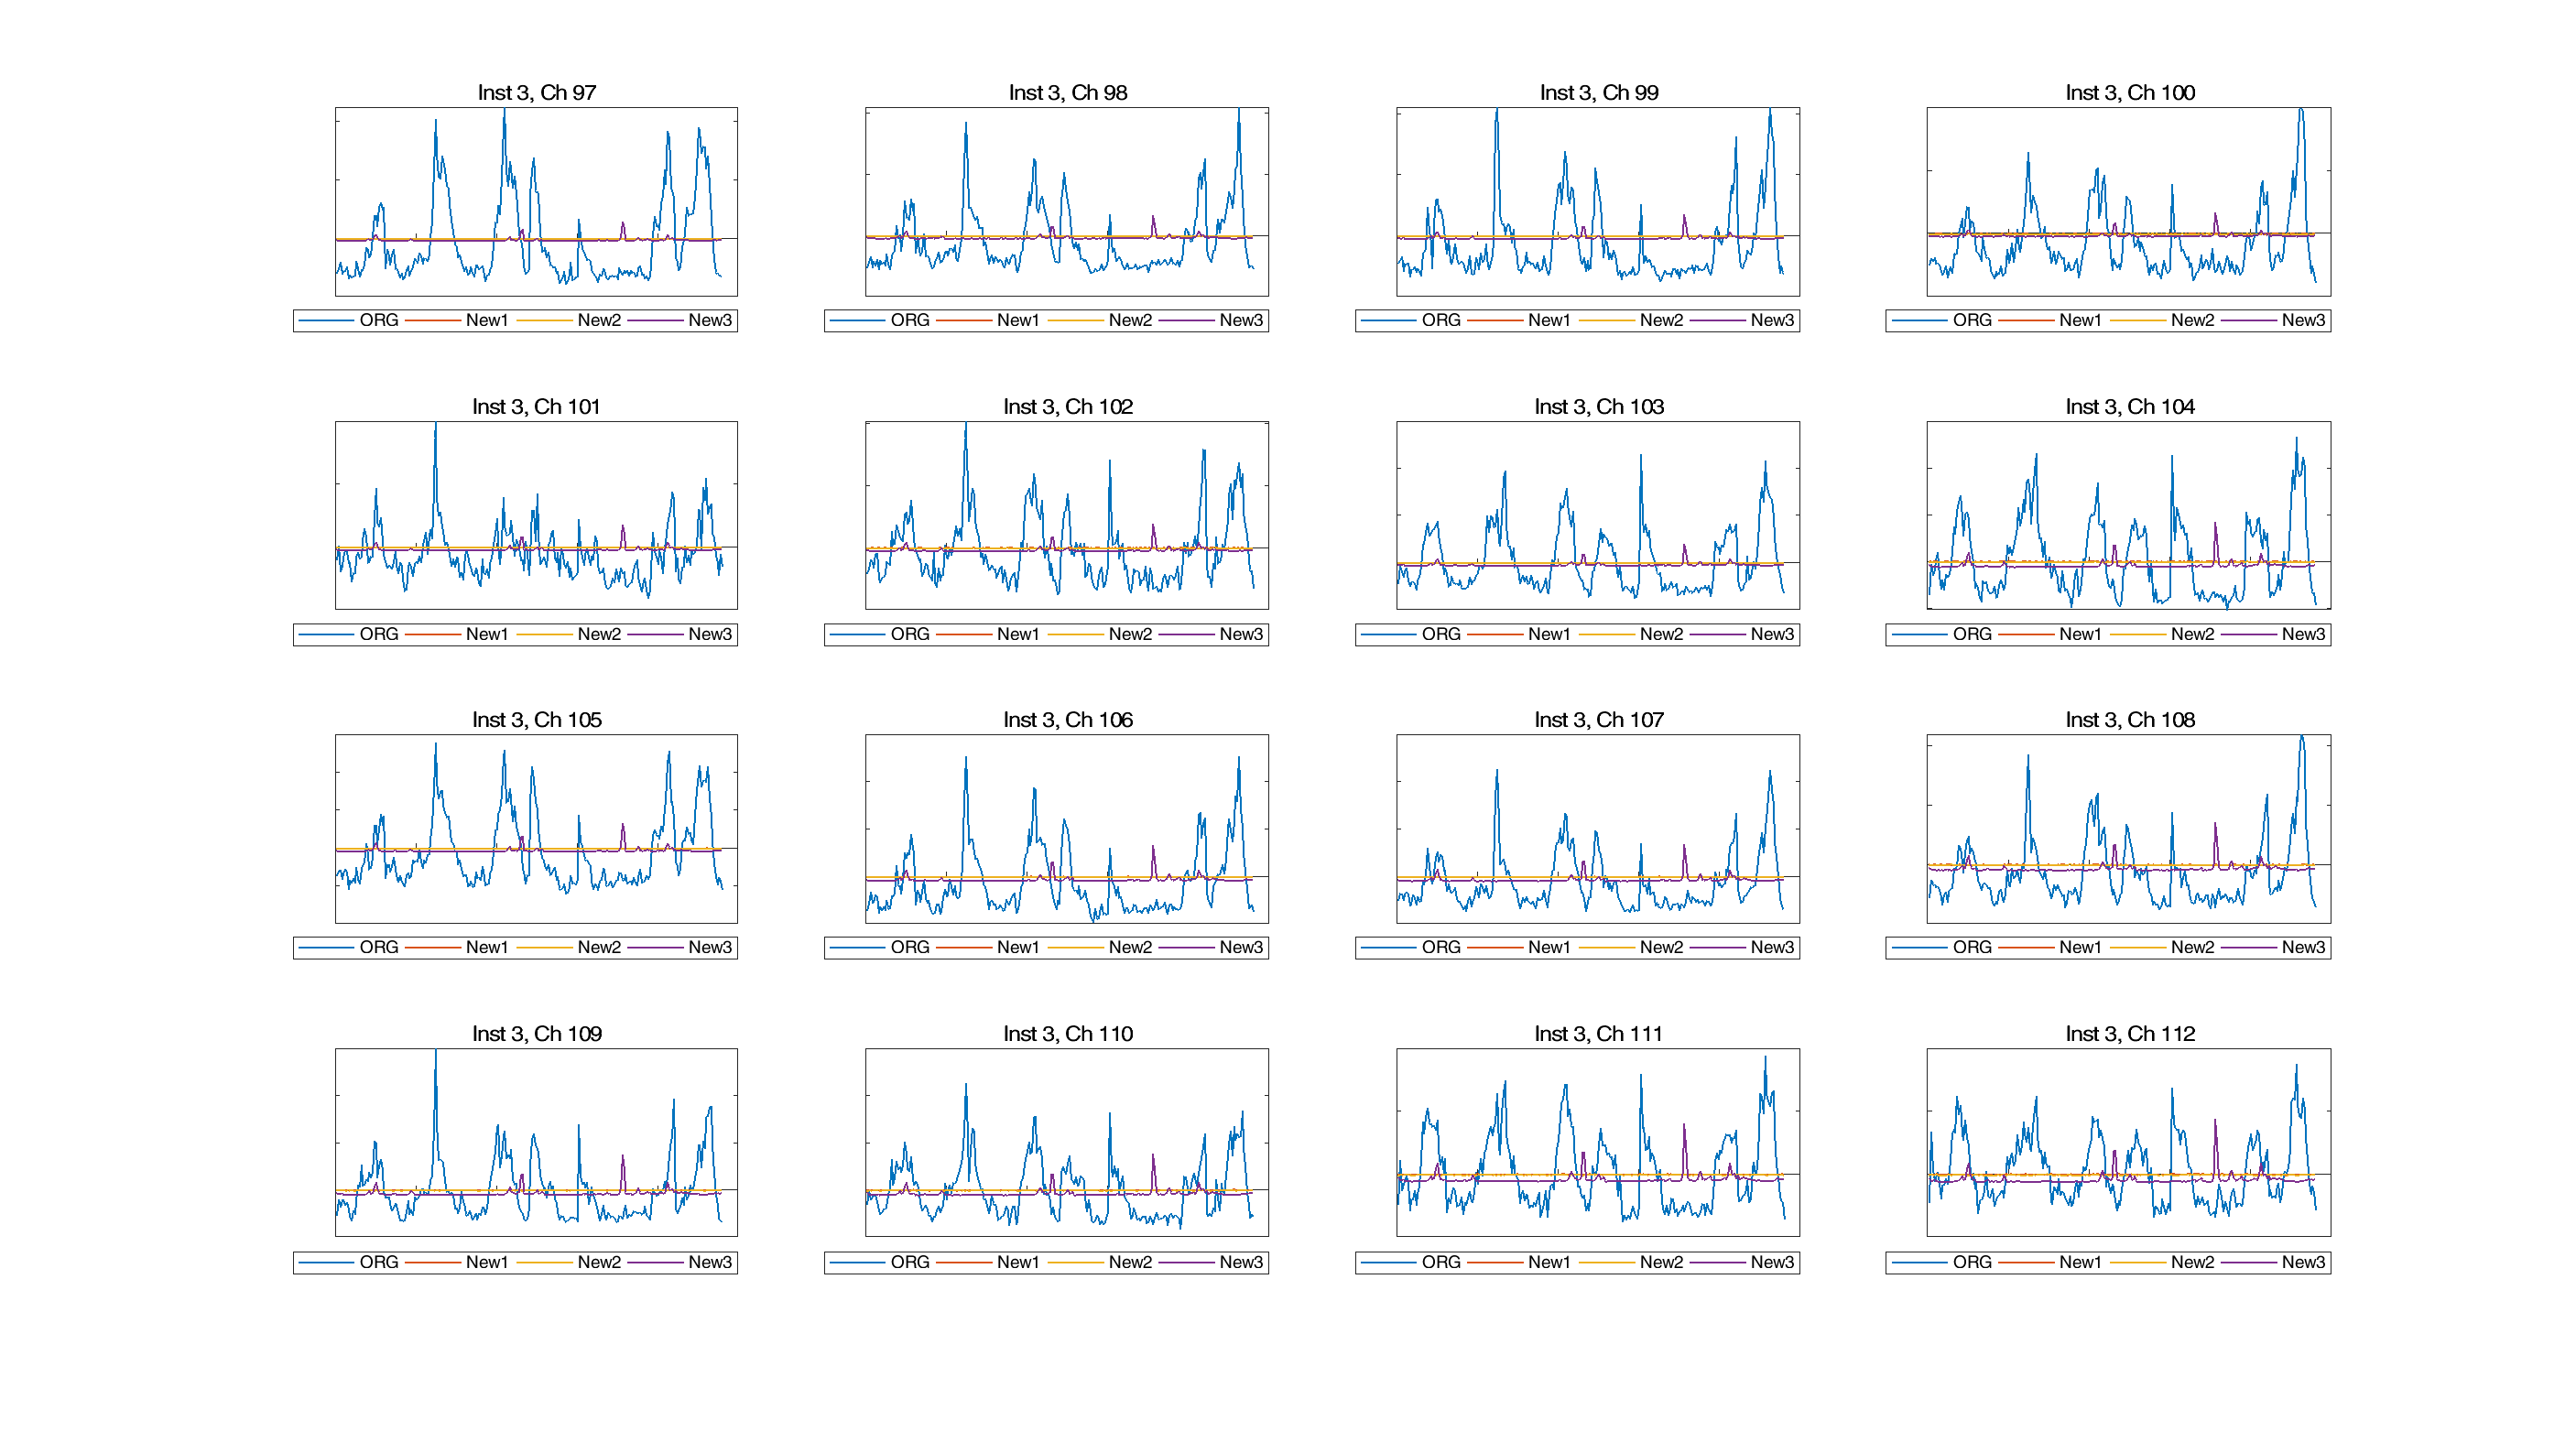 Inst 3, Ch 97
Inst 3, Ch 98
Inst 3, Ch 99
Inst 3, Ch 100
ORG New1 New2 New3
ORG New1 New2 New3
ORG New1 New2 New3
ORG New1 New2 New3
Inst 3, Ch 101
Inst 3, Ch 102
Inst 3, Ch 103
Inst 3, Ch 104
ORG New1 New2 New3
ORG New1 New2 New3
ORG New1 New2 New3
ORG New1 New2 New3
Inst 3, Ch 105
Inst 3, Ch 106
Inst 3, Ch 107
Inst 3, Ch 108
ORG New1 New2 New3
ORG New1 New2 New3
ORG New1 New2 New3
ORG New1 New2 New3
Inst 3, Ch 109
Inst 3, Ch 110
Inst 3, Ch 111
Inst 3, Ch 112
ORG New1 New2 New3
ORG New1 New2 New3
ORG New1 New2 New3
ORG New1 New2 New3